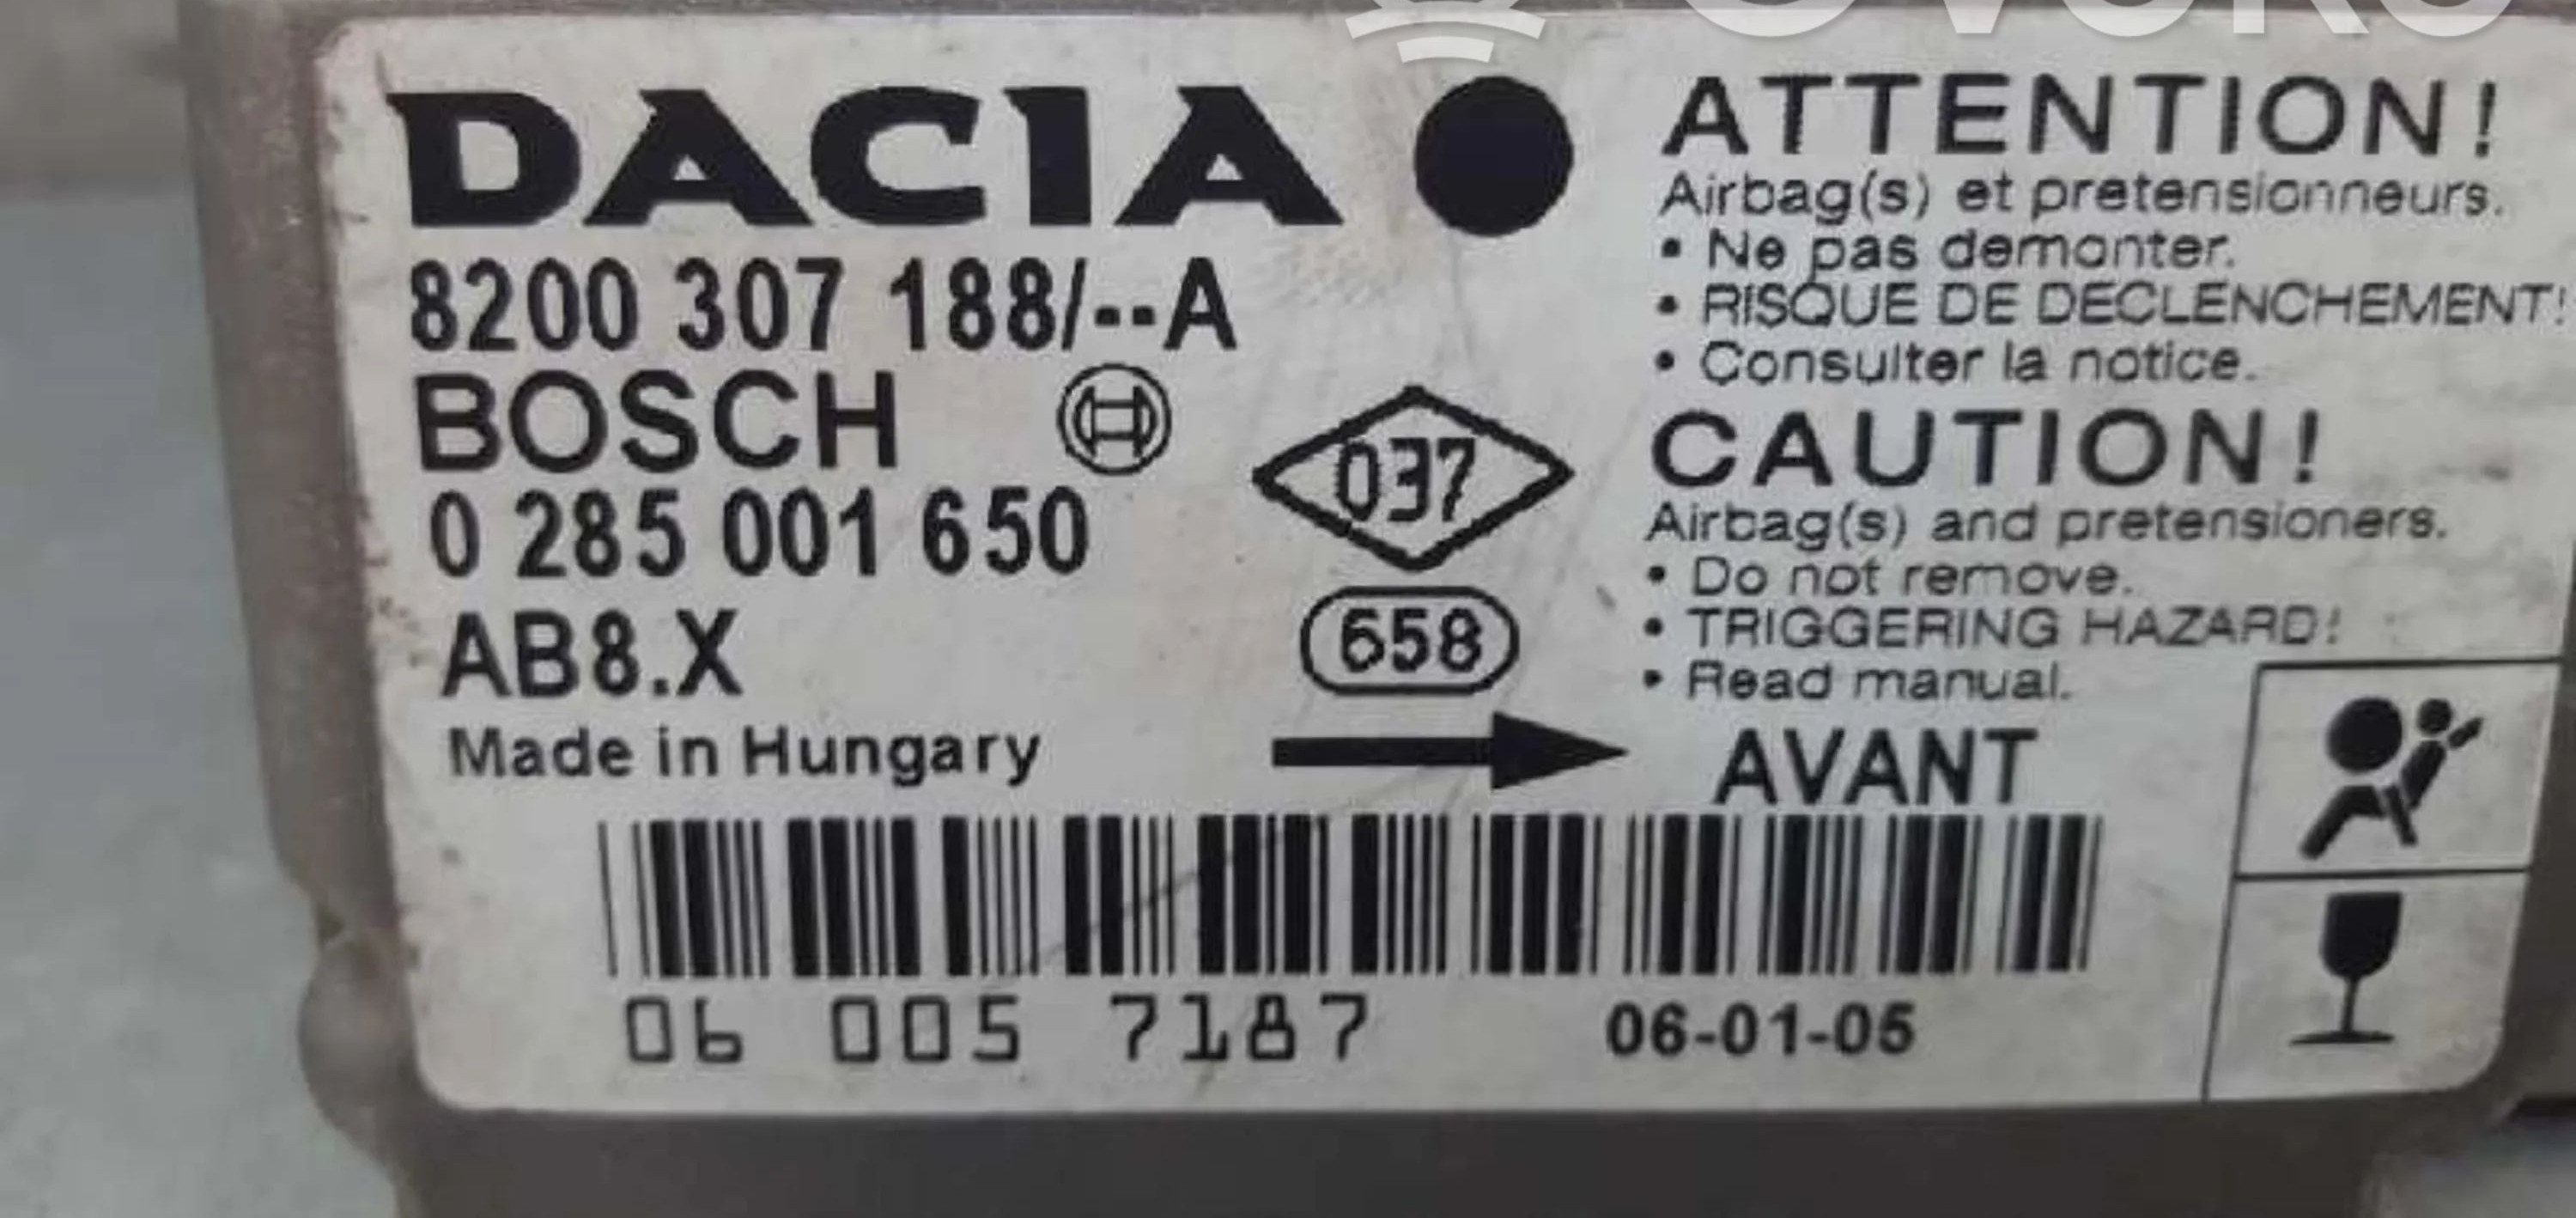 DACIA
8200 307 188/--A
BOSCH
0 285 001 650
AB8.X
Made in Hungary
037
658
ATTENTION!
Airbag(s) et pretensionneurs.
• Ne pas demonter.
• RISQUE DE DECLENCHEMENT!
• Consulter la notice.
CAUTION!
Airbag(s) and pretensioners.
• Do not remove.
• TRIGGERING HAZARD!
• Read manual.
AVANT
06 005 7187
06-01-05